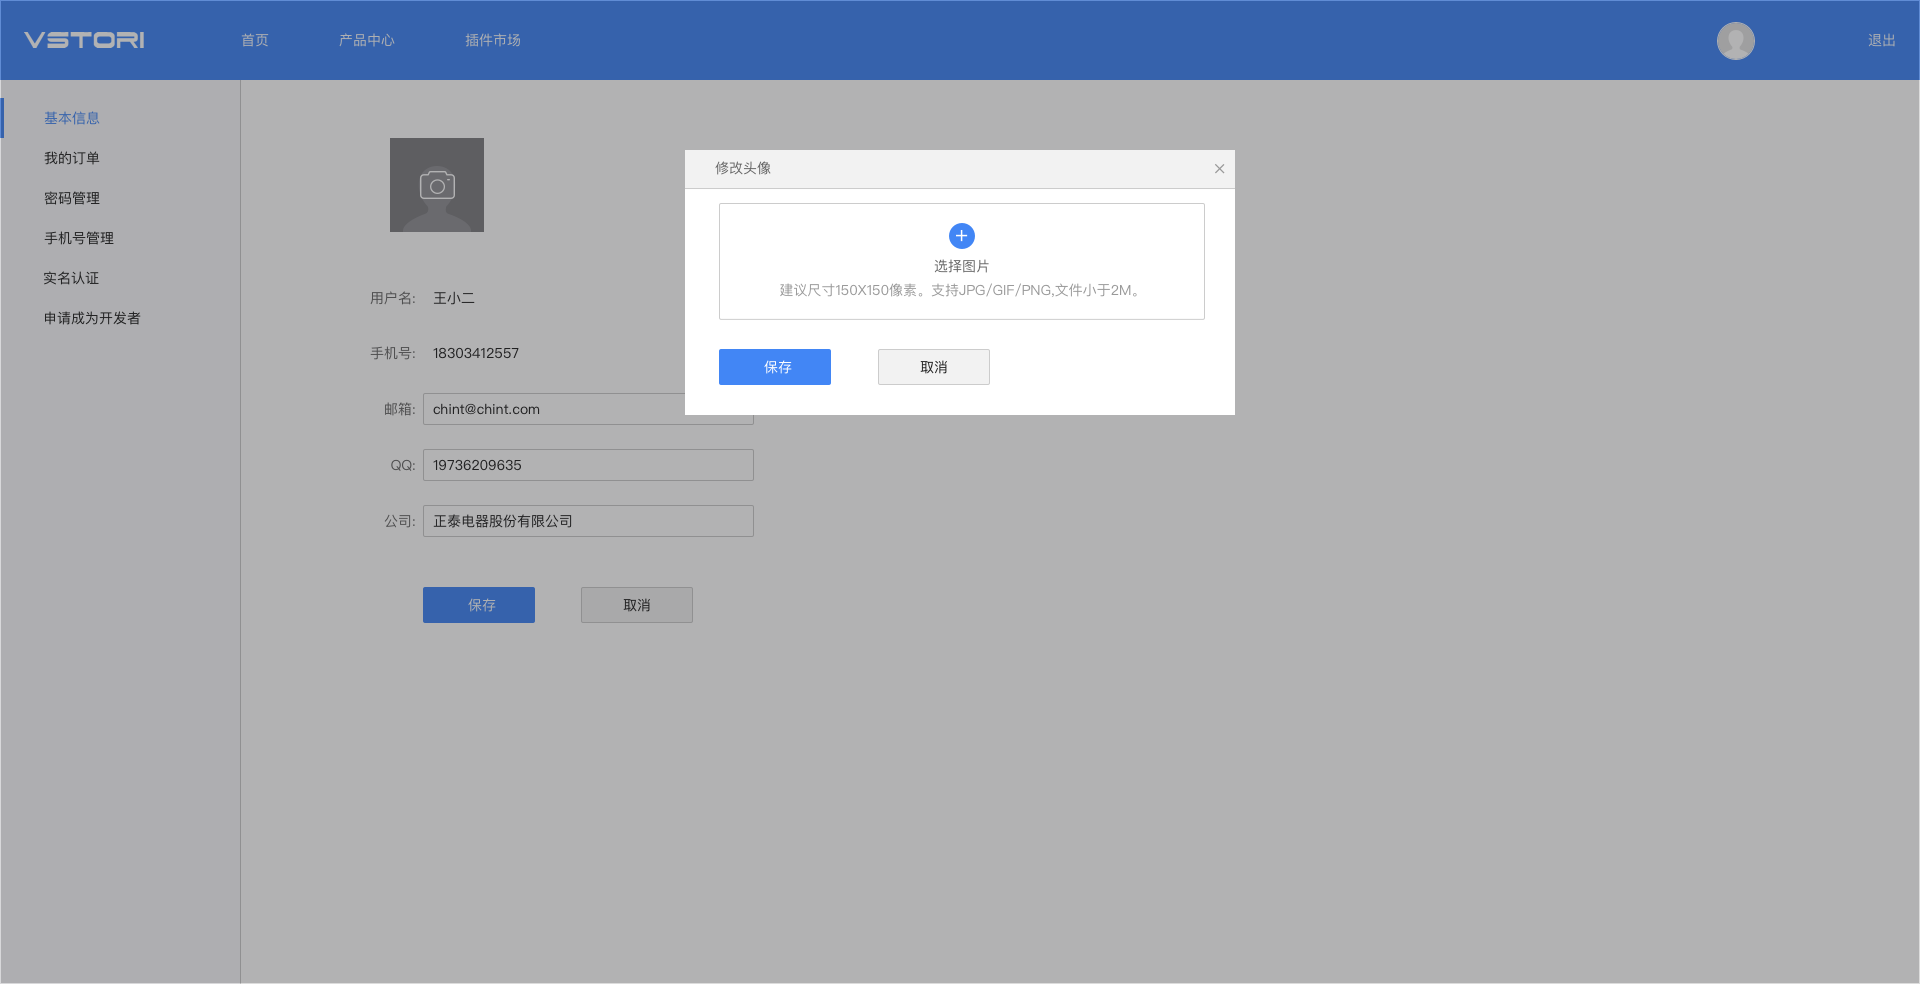 VSTORI
首页
产品中心
插件市场
退出
基本信息
我的订单
密码管理
手机号管理
实名认证
申请成为开发者
修改头像
选择图片
建议尺寸150X150像素。支持JPG/GIF/PNG,文件小于2M。
保存
取消
用户名: 王小二
手机号: 18303412557
邮箱: chint@chint.com
QQ: 19736209635
公司: 正泰电器股份有限公司
保存
取消